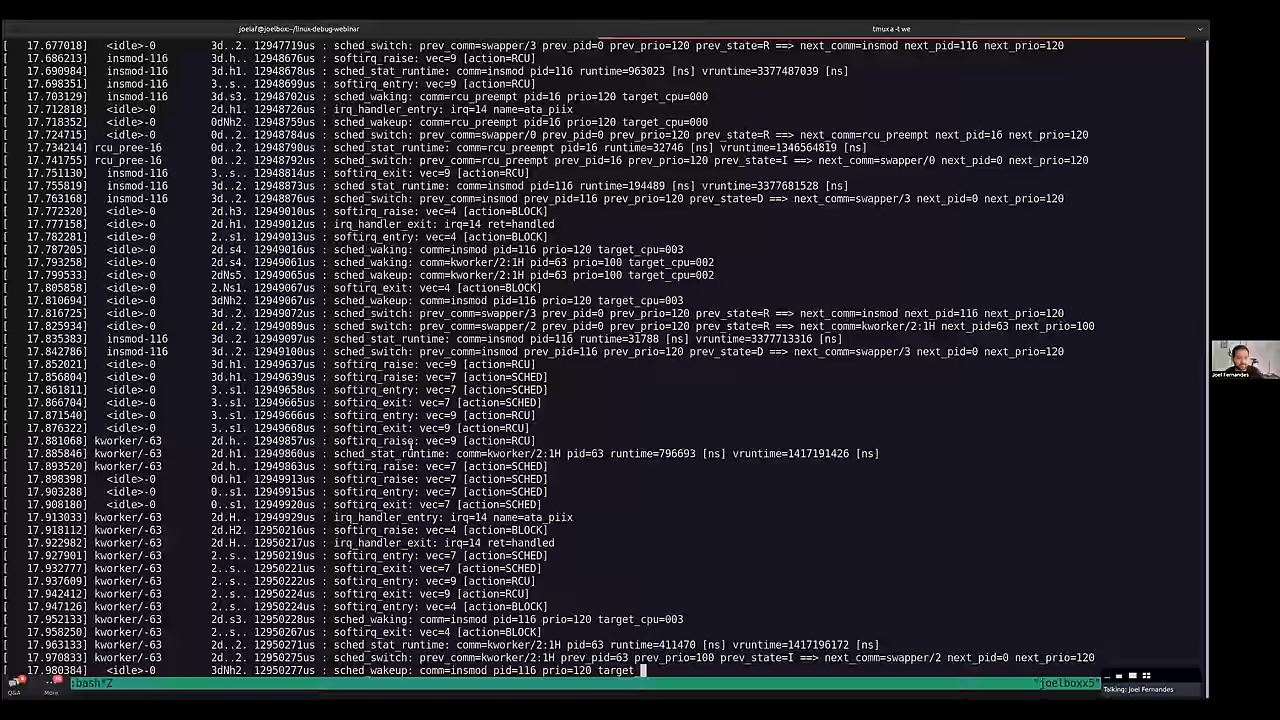 joelaf@joelbox:~/linux-debug-webinar tmux a -t we
[ 17.677018] <idle>-0 3d..2. 12947719us : sched_switch: prev_comm=swapper/3 prev_pid=0 prev_prio=120 prev_state=R ==> next_comm=insmod next_pid=116 next_prio=120
[ 17.686213] insmod-116 3d.h.. 12948676us : softirq_raise: vec=9 [action=RCU]
[ 17.690984] insmod-116 3d.h1. 12948678us : sched_stat_runtime: comm=insmod pid=116 runtime=963023 [ns] vruntime=3377487039 [ns]
[ 17.698351] insmod-116 3..s.. 12948699us : softirq_entry: vec=9 [action=RCU]
[ 17.703129] insmod-116 3d.s3. 12948702us : sched_waking: comm=rcu_preempt pid=16 prio=120 target_cpu=000
[ 17.712818] <idle>-0 2d.h1. 12948726us : irq_handler_entry: irq=14 name=ata_piix
[ 17.718352] <idle>-0 0dNh2. 12948759us : sched_wakeup: comm=rcu_preempt pid=16 prio=120 target_cpu=000
[ 17.724715] <idle>-0 0d..2. 12948784us : sched_switch: prev_comm=swapper/0 prev_pid=0 prev_prio=120 prev_state=R ==> next_comm=rcu_preempt next_pid=16 next_prio=120
[ 17.734214] rcu_pree-16 0d..2. 12948790us : sched_stat_runtime: comm=rcu_preempt pid=16 runtime=32746 [ns] vruntime=1346564819 [ns]
[ 17.741755] rcu_pree-16 0d..2. 12948792us : sched_switch: prev_comm=rcu_preempt prev_pid=16 prev_prio=120 prev_state=I ==> next_comm=swapper/0 next_pid=0 next_prio=120
[ 17.751130] insmod-116 3..s.. 12948814us : softirq_exit: vec=9 [action=RCU]
[ 17.755819] insmod-116 3d..2. 12948873us : sched_stat_runtime: comm=insmod pid=116 runtime=194489 [ns] vruntime=3377681528 [ns]
[ 17.763168] insmod-116 3d..2. 12948876us : sched_switch: prev_comm=insmod prev_pid=116 prev_prio=120 prev_state=D ==> next_comm=swapper/3 next_pid=0 next_prio=120
[ 17.772320] <idle>-0 2d.h3. 12949010us : softirq_raise: vec=4 [action=BLOCK]
[ 17.777158] <idle>-0 2d.h1. 12949012us : irq_handler_exit: irq=14 ret=handled
[ 17.782281] <idle>-0 2..s1. 12949013us : softirq_entry: vec=4 [action=BLOCK]
[ 17.787205] <idle>-0 2d.s4. 12949016us : sched_waking: comm=insmod pid=116 prio=120 target_cpu=003
[ 17.793258] <idle>-0 2d.s4. 12949061us : sched_waking: comm=kworker/2:1H pid=63 prio=100 target_cpu=002
[ 17.799533] <idle>-0 2dNs5. 12949065us : sched_wakeup: comm=kworker/2:1H pid=63 prio=100 target_cpu=002
[ 17.805858] <idle>-0 2.Ns1. 12949067us : softirq_exit: vec=4 [action=BLOCK]
[ 17.810694] <idle>-0 3dNh2. 12949067us : sched_wakeup: comm=insmod pid=116 prio=120 target_cpu=003
[ 17.816725] <idle>-0 3d..2. 12949072us : sched_switch: prev_comm=swapper/3 prev_pid=0 prev_prio=120 prev_state=R ==> next_comm=insmod next_pid=116 next_prio=120
[ 17.825934] <idle>-0 2d..2. 12949089us : sched_switch: prev_comm=swapper/2 prev_pid=0 prev_prio=120 prev_state=R ==> next_comm=kworker/2:1H next_pid=63 next_prio=100
[ 17.835383] insmod-116 3d..2. 12949098us : sched_stat_runtime: comm=insmod pid=116 runtime=31788 [ns] vruntime=3377713316 [ns]
[ 17.842786] insmod-116 3d..2. 12949100us : sched_switch: prev_comm=insmod prev_pid=116 prev_prio=120 prev_state=D ==> next_comm=swapper/3 next_pid=0 next_prio=120
[ 17.852021] <idle>-0 3d.h1. 12949637us : softirq_raise: vec=9 [action=RCU]
[ 17.856804] <idle>-0 3d.h1. 12949639us : softirq_raise: vec=7 [action=SCHED]
[ 17.861811] <idle>-0 3..s1. 12949658us : softirq_entry: vec=7 [action=SCHED]
[ 17.866704] <idle>-0 3..s1. 12949665us : softirq_exit: vec=7 [action=SCHED]
[ 17.871540] <idle>-0 3..s1. 12949666us : softirq_entry: vec=9 [action=RCU]
[ 17.876322] <idle>-0 3..s1. 12949668us : softirq_exit: vec=9 [action=RCU]
[ 17.881068] kworker/-63 2d.h.. 12949857us : softirq_raise: vec=9 [action=RCU]
[ 17.885846] kworker/-63 2d.h1. 12949860us : sched_stat_runtime: comm=kworker/2:1H pid=63 runtime=796693 [ns] vruntime=1417191426 [ns]
[ 17.893520] kworker/-63 2d.h.. 12949866us : softirq_raise: vec=7 [action=SCHED]
[ 17.898398] <idle>-0 0d.h1. 12949915us : softirq_raise: vec=7 [action=SCHED]
[ 17.903288] <idle>-0 0..s1. 12949919us : softirq_entry: vec=7 [action=SCHED]
[ 17.908180] <idle>-0 0..s1. 12949920us : softirq_exit: vec=7 [action=SCHED]
[ 17.913033] kworker/-63 2d.H.. 12949929us : irq_handler_entry: irq=14 name=ata_piix
[ 17.918112] kworker/-63 2d.H2. 12950216us : softirq_raise: vec=4 [action=BLOCK]
[ 17.922982] kworker/-63 2d.H.. 12950217us : irq_handler_exit: irq=14 ret=handled
[ 17.927901] kworker/-63 2..s.. 12950219us : softirq_entry: vec=7 [action=SCHED]
[ 17.932777] kworker/-63 2..s.. 12950221us : softirq_exit: vec=7 [action=SCHED]
[ 17.937609] kworker/-63 2..s.. 12950222us : softirq_entry: vec=9 [action=RCU]
[ 17.942412] kworker/-63 2..s.. 12950224us : softirq_exit: vec=9 [action=RCU]
[ 17.947126] kworker/-63 2..s.. 12950224us : softirq_entry: vec=4 [action=BLOCK]
[ 17.952133] kworker/-63 2d.s3. 12950228us : sched_waking: comm=insmod pid=116 prio=120 target_cpu=003
[ 17.958250] kworker/-63 2..s.. 12950267us : softirq_exit: vec=4 [action=BLOCK]
[ 17.963133] kworker/-63 2d..2. 12950270us : sched_stat_runtime: comm=kworker/2:1H pid=63 runtime=411470 [ns] vruntime=1417196172 [ns]
[ 17.970833] kworker/-63 2d..2. 12950275us : sched_switch: prev_comm=kworker/2:1H prev_pid=63 prev_prio=100 prev_state=I ==> next_comm=swapper/2 next_pid=0 next_prio=120
[ 17.980384] <idle>-0 3dNh2. 12950277us : sched_wakeup: comm=insmod pid=116 prio=120 target_
:bash*Z "joelboxx5"
Q&A More Talking: Joel Fernandes
Joel Fernandes